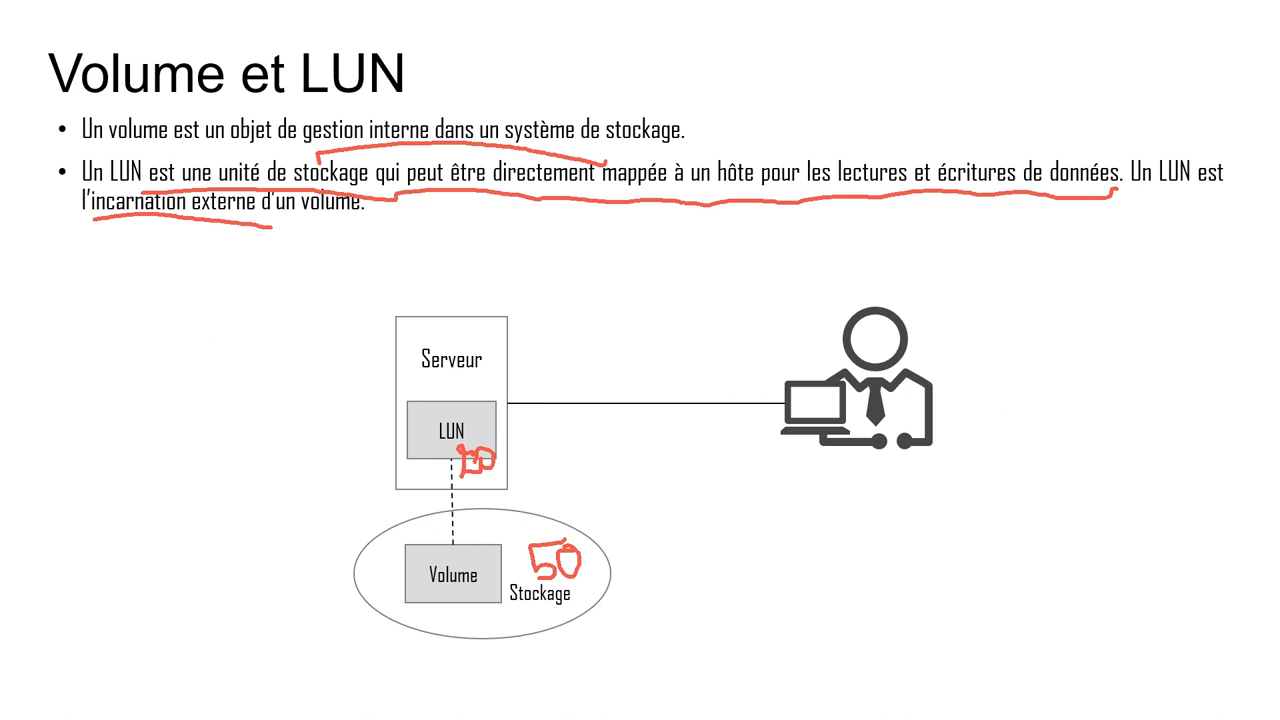 Volume et LUN
• Un volume est un objet de gestion interne dans un système de stockage.
• Un LUN est une unité de stockage qui peut être directement mappée à un hôte pour les lectures et écritures de données. Un LUN est
l'incarnation externe d'un volume.
Serveur
LUN
50
Volume
Stockage